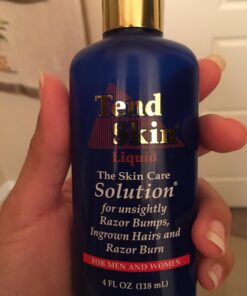 Tend
Skin®
Liquid
The Skin Care
Solution®
for unsightly
Razor Bumps,
Ingrown Hairs and
Razor Burn
FOR MEN AND WOMEN
4 FL OZ (118 mL)